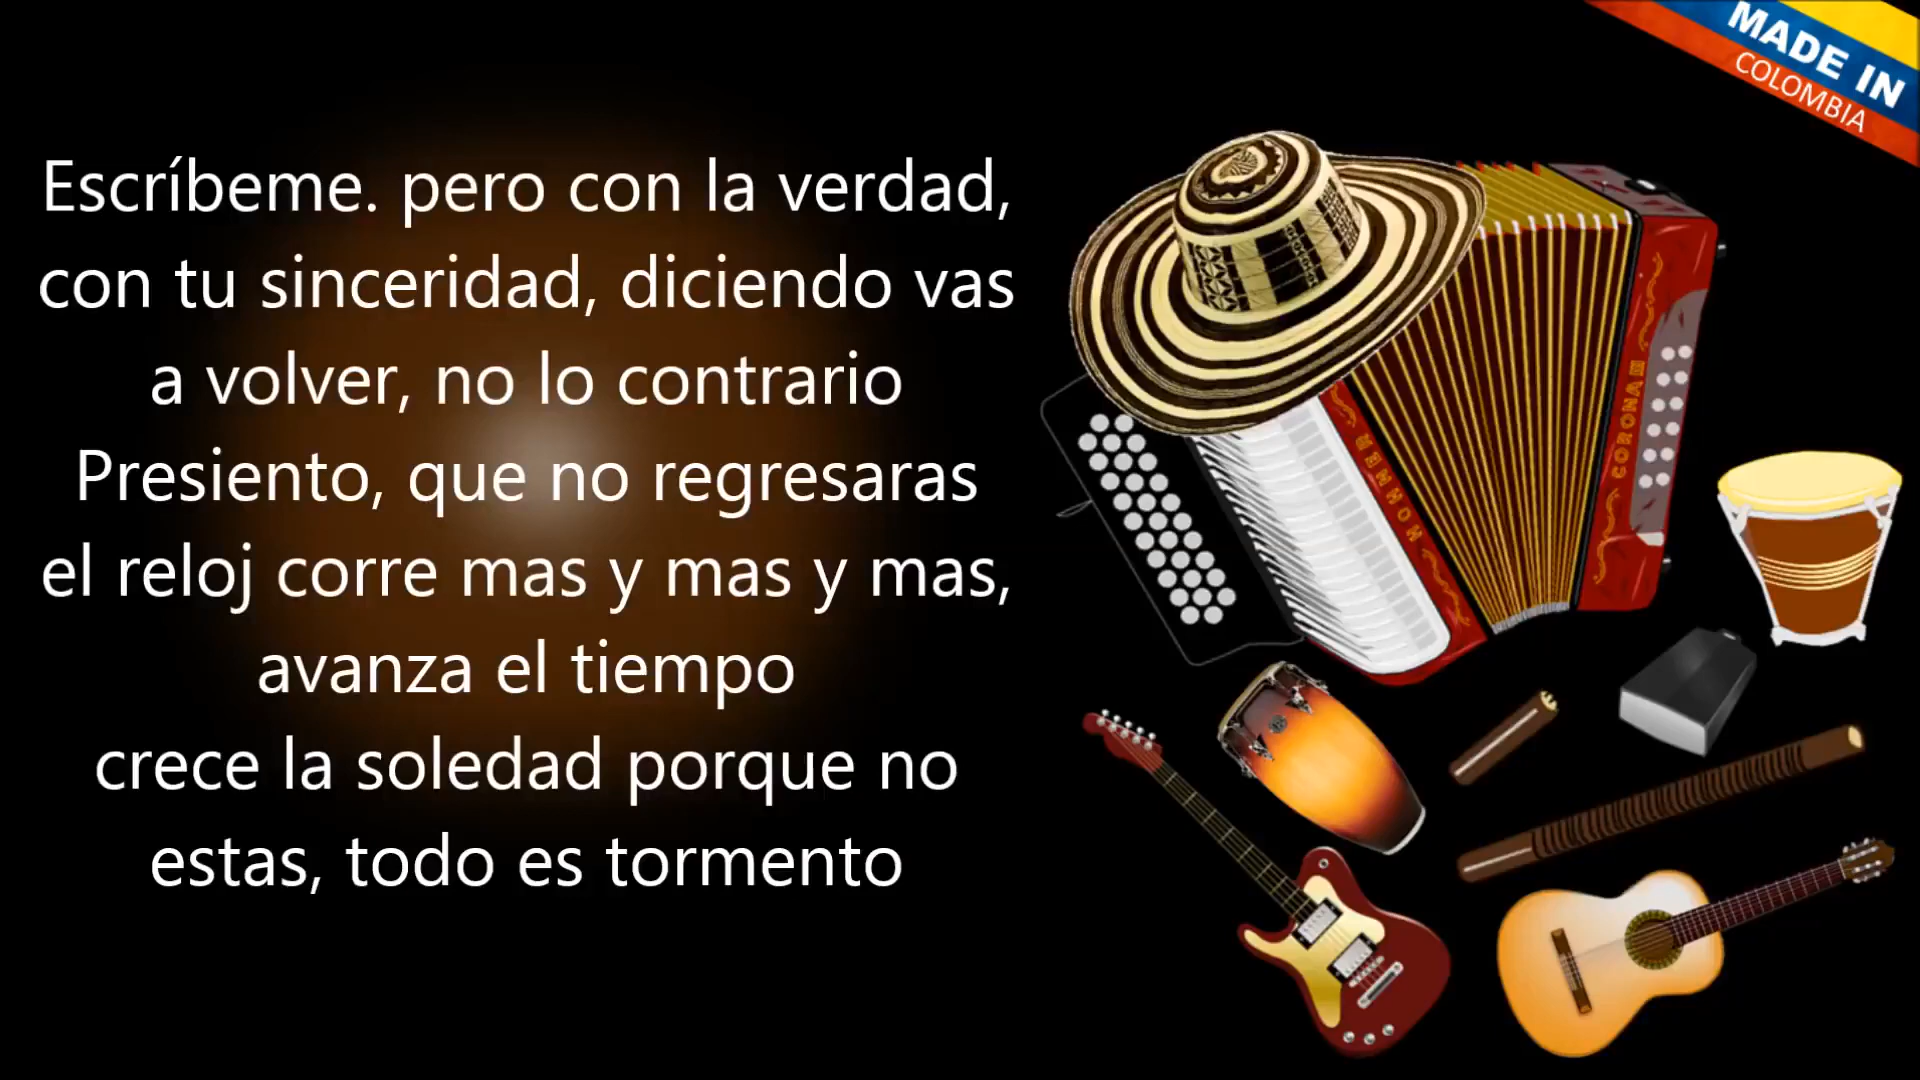 MADE IN
COLOMBIA
Escríbeme. pero con la verdad,
con tu sinceridad, diciendo vas
a volver, no lo contrario
Presiento, que no regresaras
el reloj corre mas y mas y mas,
avanza el tiempo
crece la soledad porque no
estas, todo es tormento
HOHNER
CORONA III